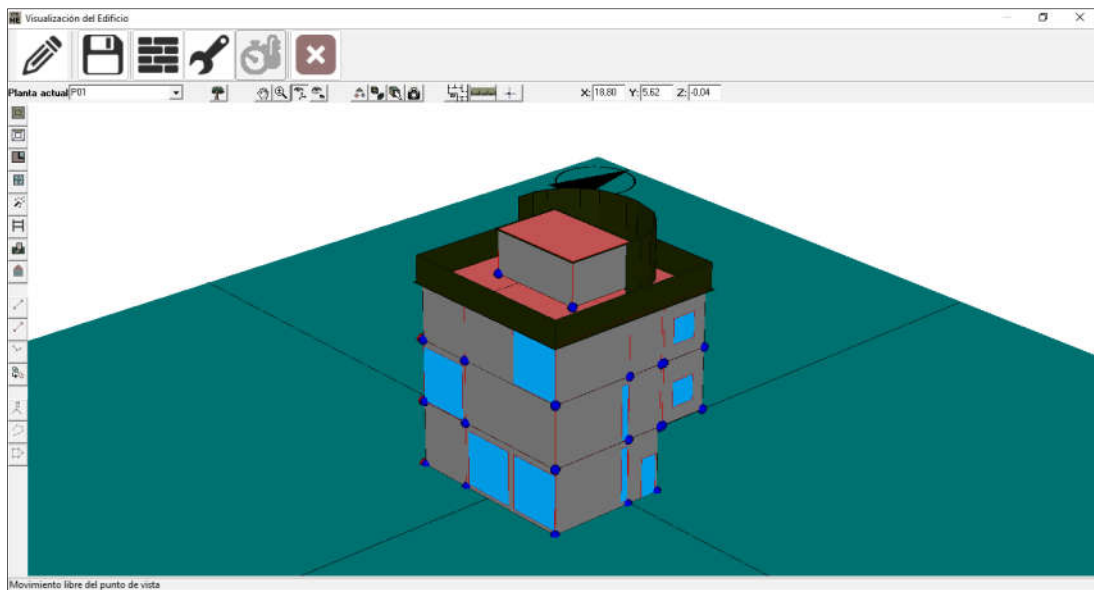 Visualización del Edificio
Planta actual P01 X: 18,80 Y: 5,62 Z: -0,04
Movimiento libre del punto de vista